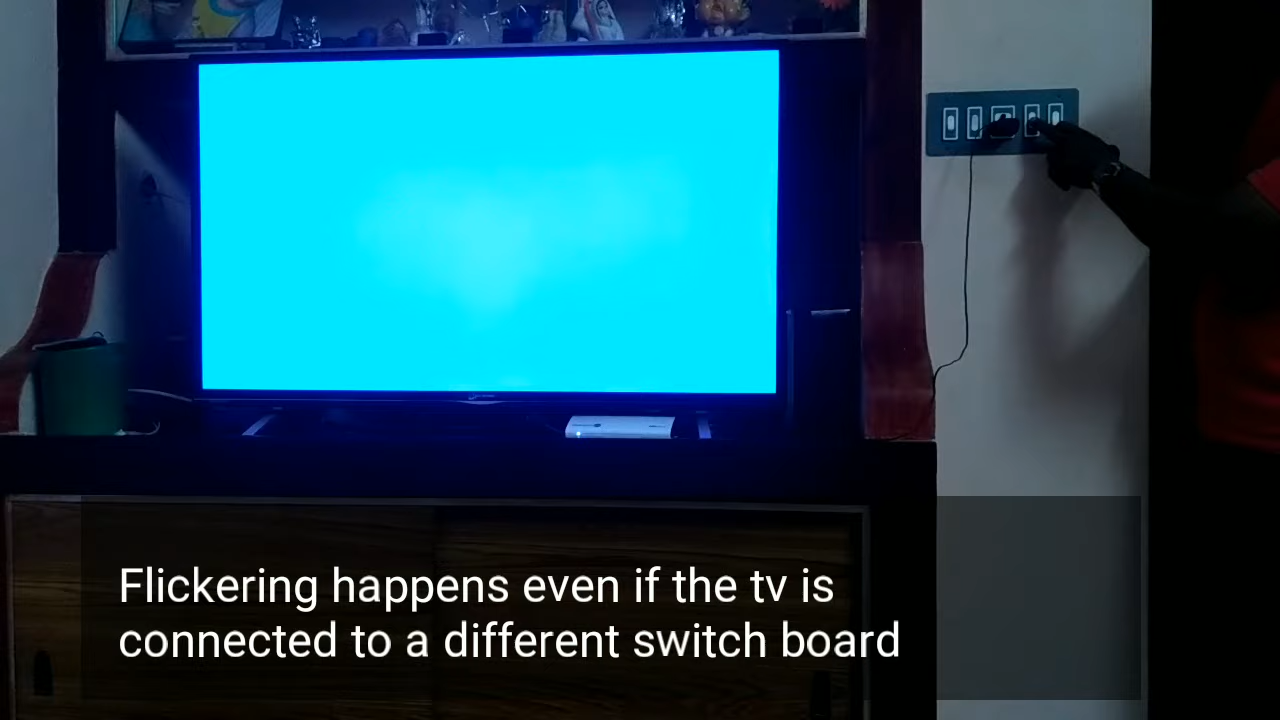 Flickering happens even if the tv is
connected to a different switch board